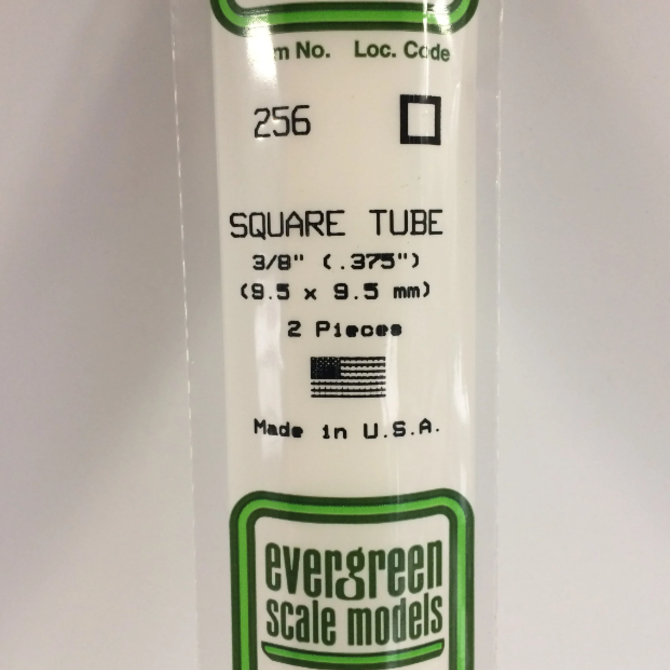 m No. Loc. Code
256
SQUARE TUBE
3/8" (.375")
(9.5 x 9.5 mm)
2 Pieces
Made in U.S.A.
evergreen
scale models